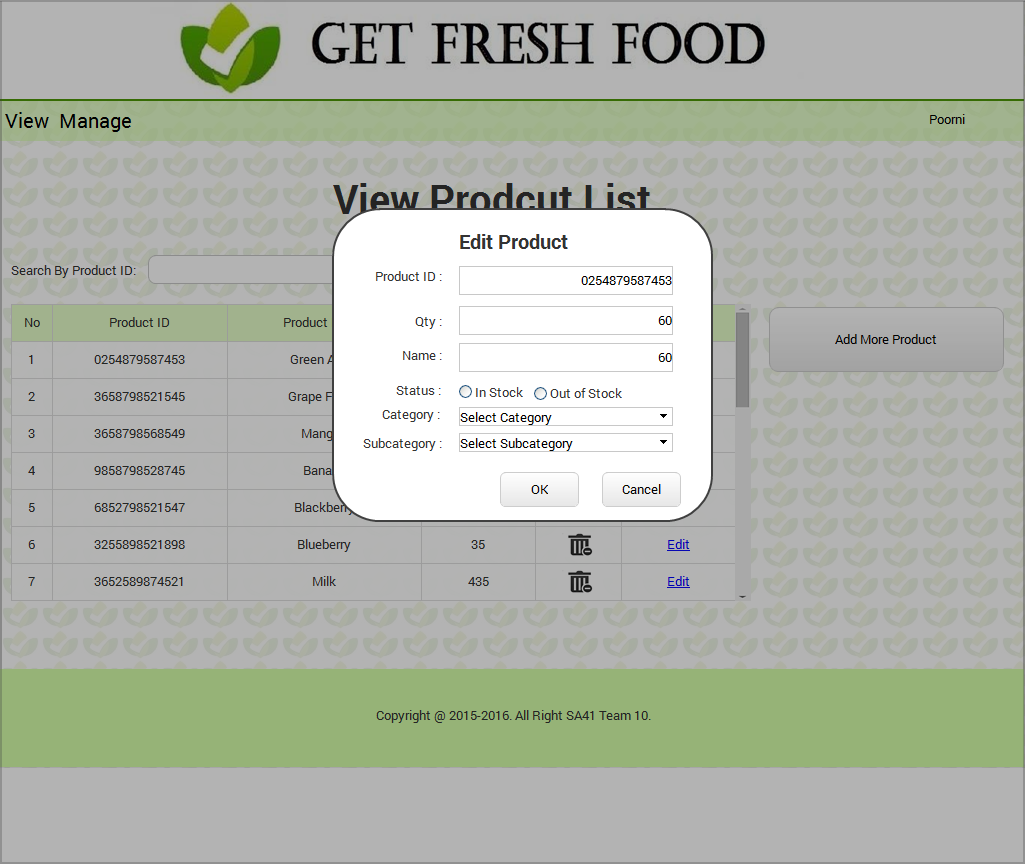 GET FRESH FOOD
View Manage
Poorni
View Prodcut List
Edit Product
Search By Product ID:
Product ID :
0254879587453
Qty :
60
Name :
60
Status :
In Stock
Out of Stock
Category :
Select Category
Subcategory :
Select Subcategory
OK
Cancel
No
Product ID
Product
Add More Product
1
0254879587453
Green
2
3658798521545
Grape
3
3658798568549
Mang
4
9858798528745
Bana
5
6852798521547
Blackberry
6
3255898521898
Blueberry
35
Edit
7
3652589874521
Milk
435
Edit
Copyright @ 2015-2016. All Right SA41 Team 10.